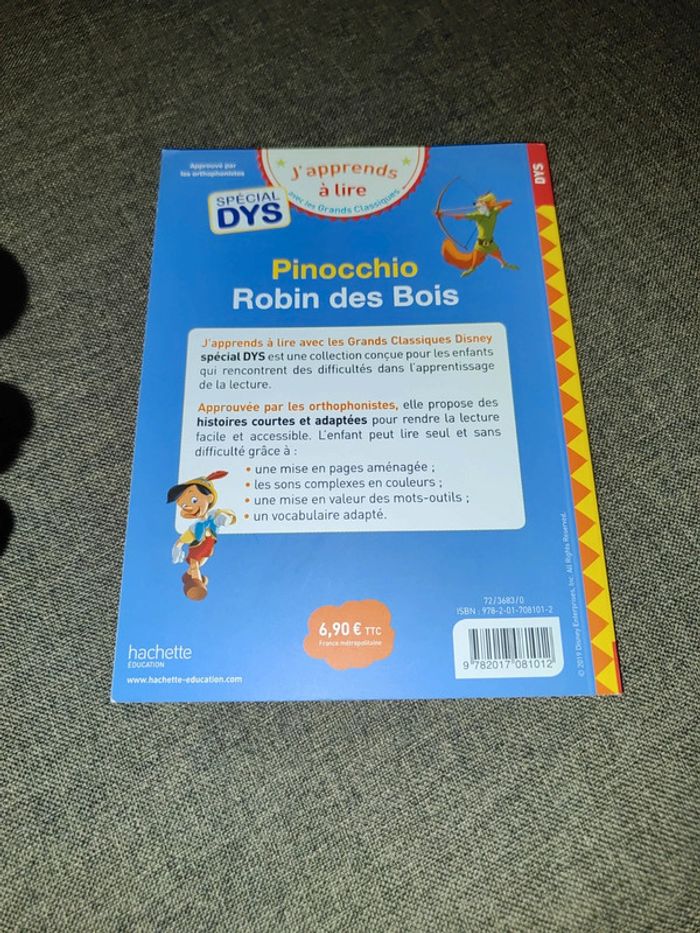 Approuvé par
les orthophonistes
J'apprends
à lire
avec les Grands Classiques
SPÉCIAL
DYS
DYS
Pinocchio
Robin des Bois
J'apprends à lire avec les Grands Classiques Disney
spécial DYS est une collection conçue pour les enfants
qui rencontrent des difficultés dans l'apprentissage
de la lecture.
Approuvée par les orthophonistes, elle propose des
histoires courtes et adaptées pour rendre la lecture
facile et accessible. L'enfant peut lire seul et sans
difficulté grâce à :
• une mise en pages aménagée ;
• les sons complexes en couleurs ;
• une mise en valeur des mots-outils ;
• un vocabulaire adapté.
72/3683/0
ISBN : 978-2-01-708101-2
9 782017 081012
6,90 € TTC
France métropolitaine
hachette
ÉDUCATION
www.hachette-education.com
© 2019 Disney Enterprises, Inc. All Rights Reserved.